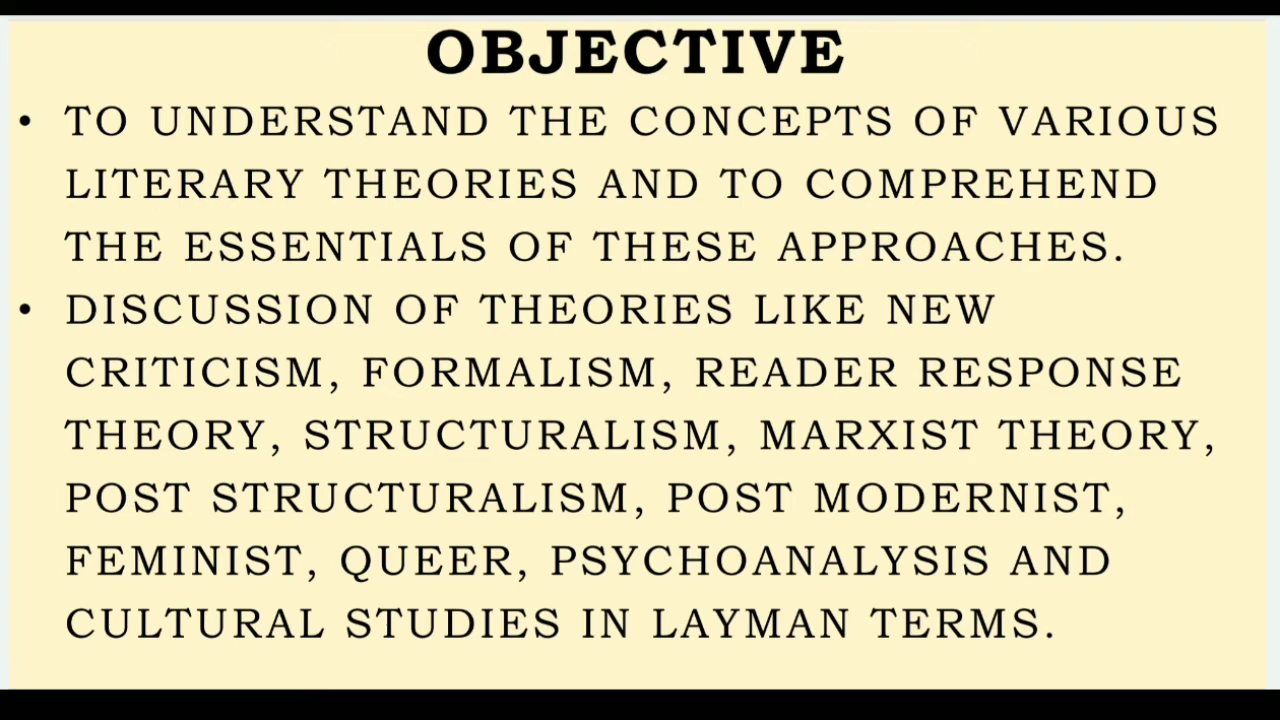 OBJECTIVE
• TO UNDERSTAND THE CONCEPTS OF VARIOUS
LITERARY THEORIES AND TO COMPREHEND
THE ESSENTIALS OF THESE APPROACHES.
• DISCUSSION OF THEORIES LIKE NEW
CRITICISM, FORMALISM, READER RESPONSE
THEORY, STRUCTURALISM, MARXIST THEORY,
POST STRUCTURALISM, POST MODERNIST,
FEMINIST, QUEER, PSYCHOANALYSIS AND
CULTURAL STUDIES IN LAYMAN TERMS.